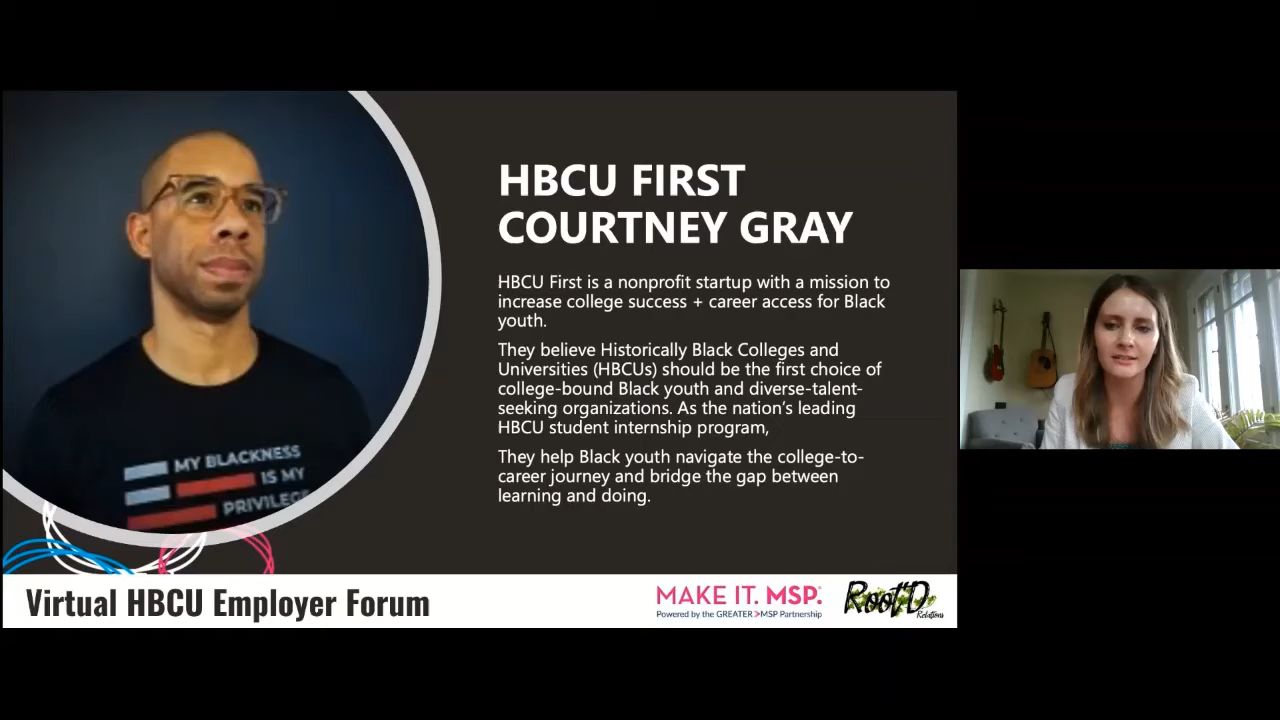 HBCU FIRST
COURTNEY GRAY
HBCU First is a nonprofit startup with a mission to
increase college success + career access for Black
youth.
They believe Historically Black Colleges and
Universities (HBCUs) should be the first choice of
college-bound Black youth and diverse-talent-
seeking organizations. As the nation's leading
HBCU student internship program,
They help Black youth navigate the college-to-
career journey and bridge the gap between
learning and doing.
MY BLACKNESS
IS MY
PRIVILEGE
Virtual HBCU Employer Forum
MAKE IT. MSP.
Powered by the GREATER>MSP Partnership
Root'D
Relations